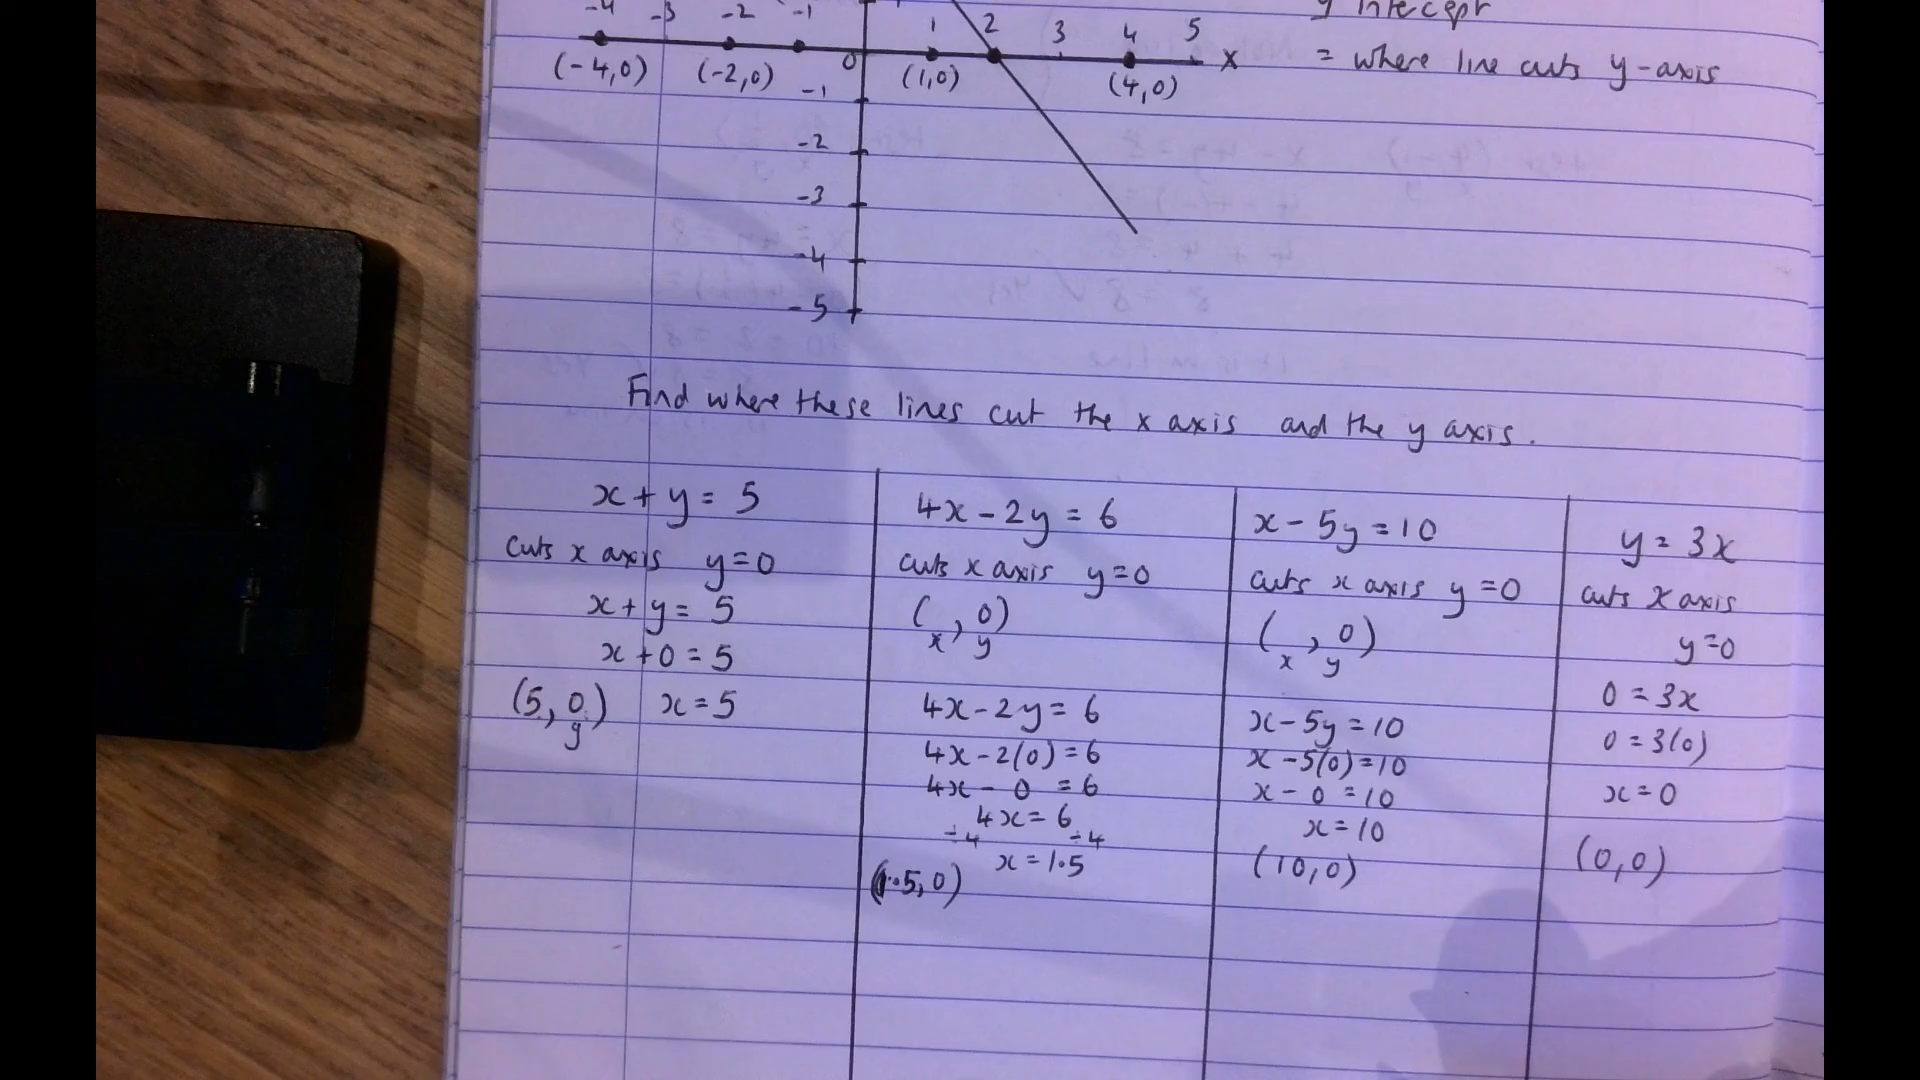 -4 -3 -2 -1 1 2 3 4 5
y intercept
(-4,0) (-2,0) 0 (1,0) (4,0) x
= where line cuts y-axis
-1
-2
-3
-4
-5
Find where these lines cut the x axis and the y axis.
x + y = 5
cuts x axis y=0
x + y = 5
x + 0 = 5
(5, 0) x = 5
y
4x - 2y = 6
cuts x axis y=0
( , 0)
x y
4x - 2y = 6
4x - 2(0) = 6
4x - 0 = 6
4x = 6
÷4 ÷4
x = 1.5
(1.5,0)
x - 5y = 10
cuts x axis y=0
( , 0)
x y
x - 5y = 10
x - 5(0) = 10
x - 0 = 10
x = 10
(10,0)
y = 3x
cuts x axis
y=0
0 = 3x
0 = 3(0)
x = 0
(0,0)